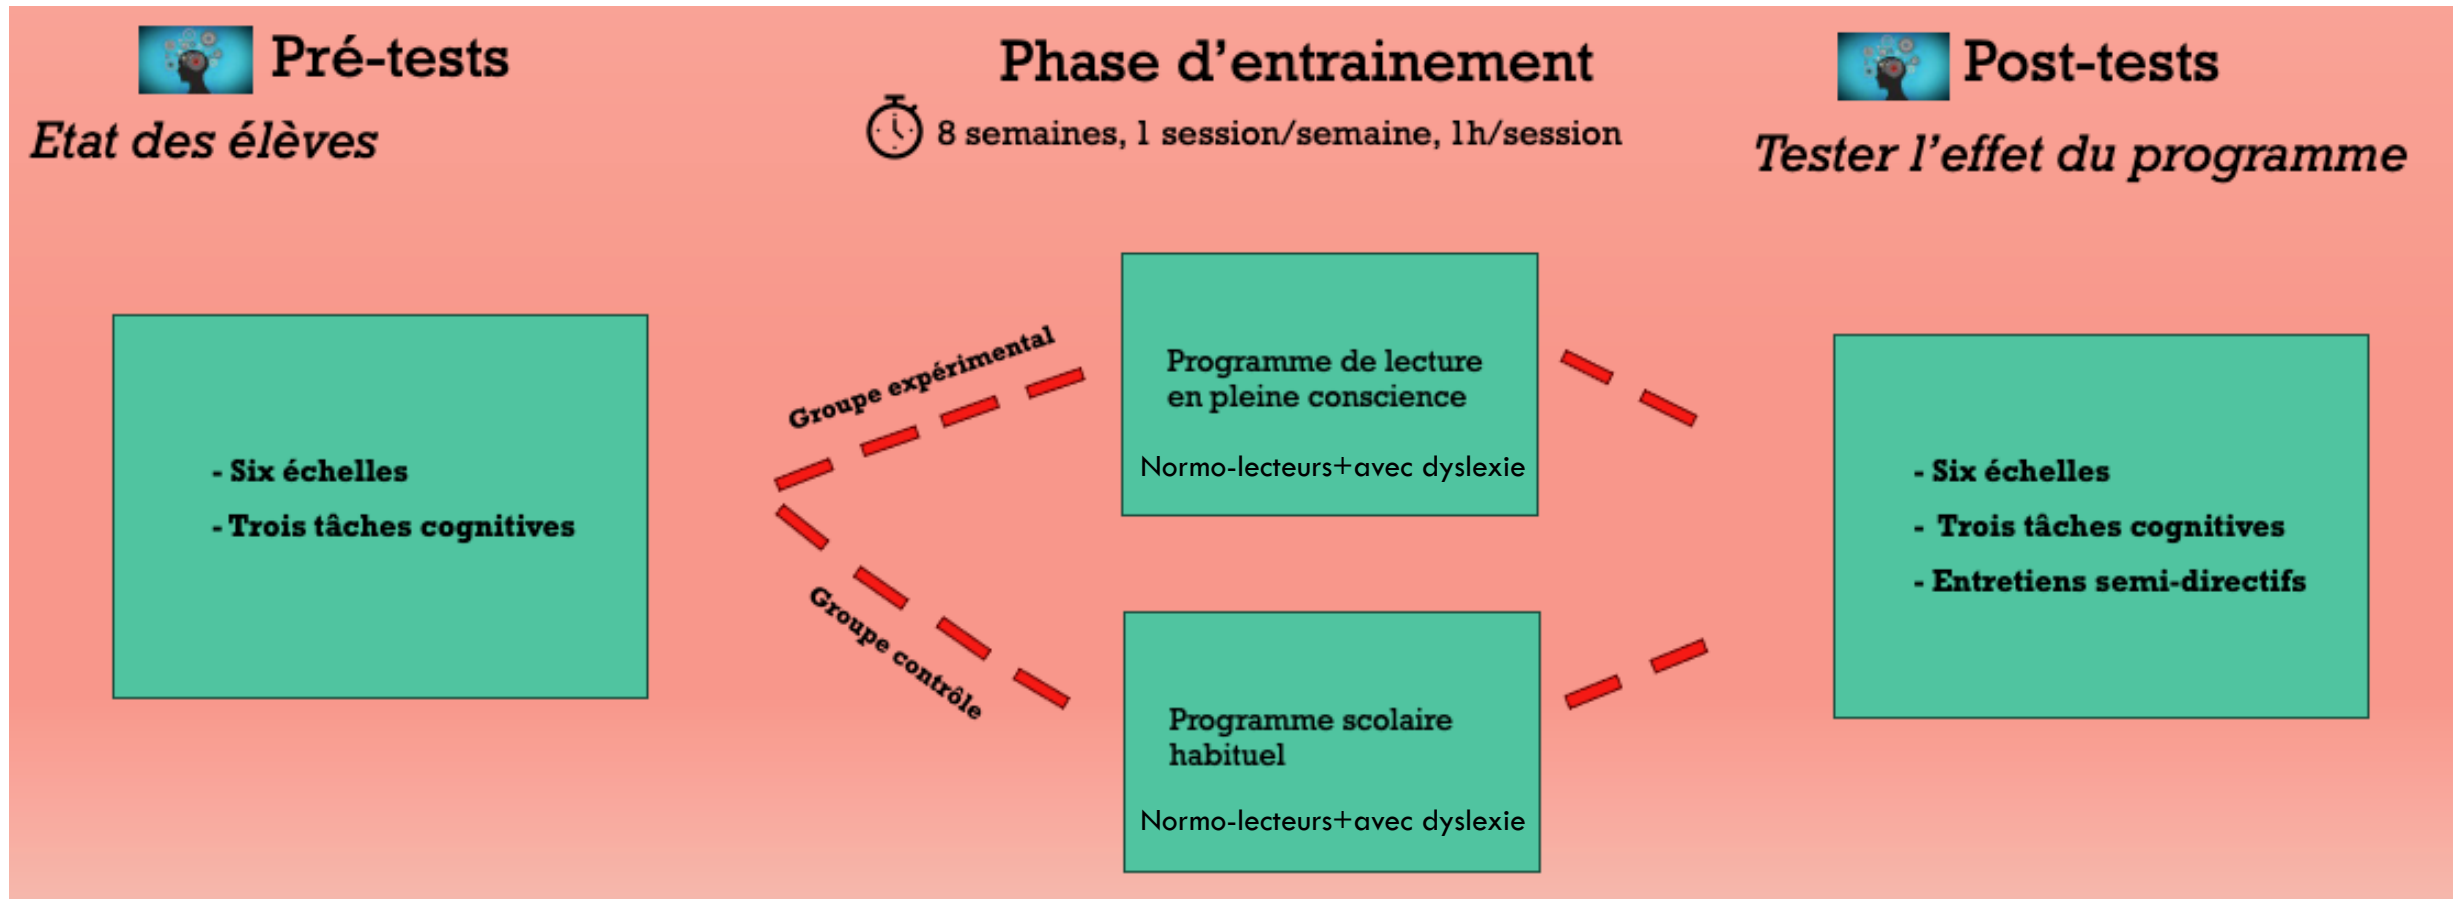 Pré-tests
Etat des élèves
- Six échelles
- Trois tâches cognitives
Phase d'entrainement
8 semaines, 1 session/semaine, 1h/session
Groupe expérimental
Programme de lecture
en pleine conscience
Normo-lecteurs+avec dyslexie
Groupe contrôle
Programme scolaire
habituel
Normo-lecteurs+avec dyslexie
Post-tests
Tester l'effet du programme
- Six échelles
- Trois tâches cognitives
- Entretiens semi-directifs